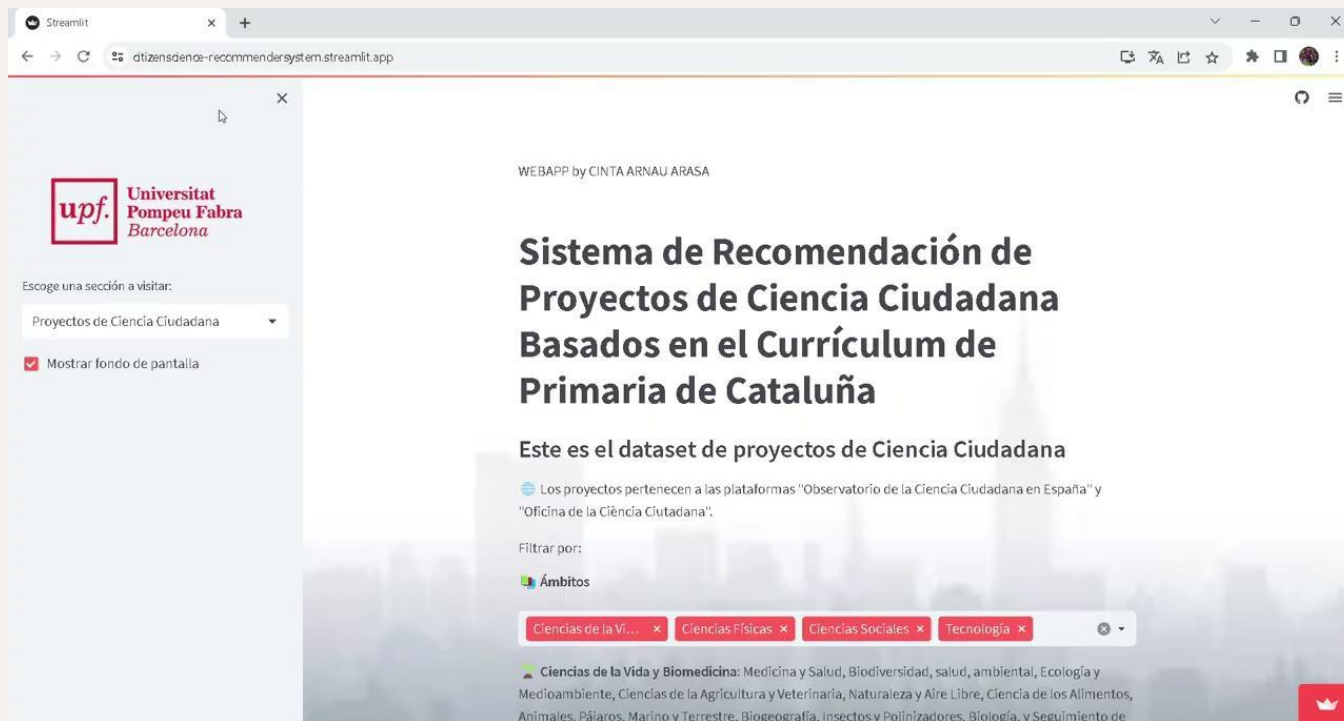 Streamlit
citizenscience-recommendersystem.streamlit.app
upf.
Universitat
Pompeu Fabra
Barcelona
Escoge una sección a visitar:
Proyectos de Ciencia Ciudadana
Mostrar fondo de pantalla
WEBAPP by CINTA ARNAU ARASA
Sistema de Recomendación de
Proyectos de Ciencia Ciudadana
Basados en el Currículum de
Primaria de Cataluña
Este es el dataset de proyectos de Ciencia Ciudadana
Los proyectos pertenecen a las plataformas "Observatorio de la Ciencia Ciudadana en España" y
"Oficina de la Ciència Ciutadana".
Filtrar por:
Ámbitos
Ciencias de la Vi... Ciencias Físicas Ciencias Sociales Tecnología
Ciencias de la Vida y Biomedicina: Medicina y Salud, Biodiversidad, salud, ambiental, Ecología y
Medioambiente, Ciencias de la Agricultura y Veterinaria, Naturaleza y Aire Libre, Ciencia de los Alimentos,
Animales, Pájaros, Marino y Terrestre, Biogeografía, Insectos y Polinizadores, Biología, y Seguimiento de